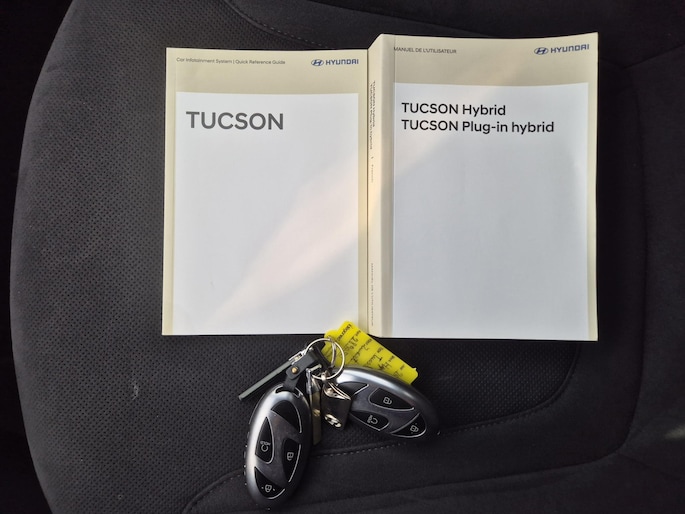 Car Infotainment System | Quick Reference Guide
HYUNDAI
TUCSON
MANUEL DE L'UTILISATEUR
HYUNDAI
TUCSON Hybrid
TUCSON Plug-in hybrid